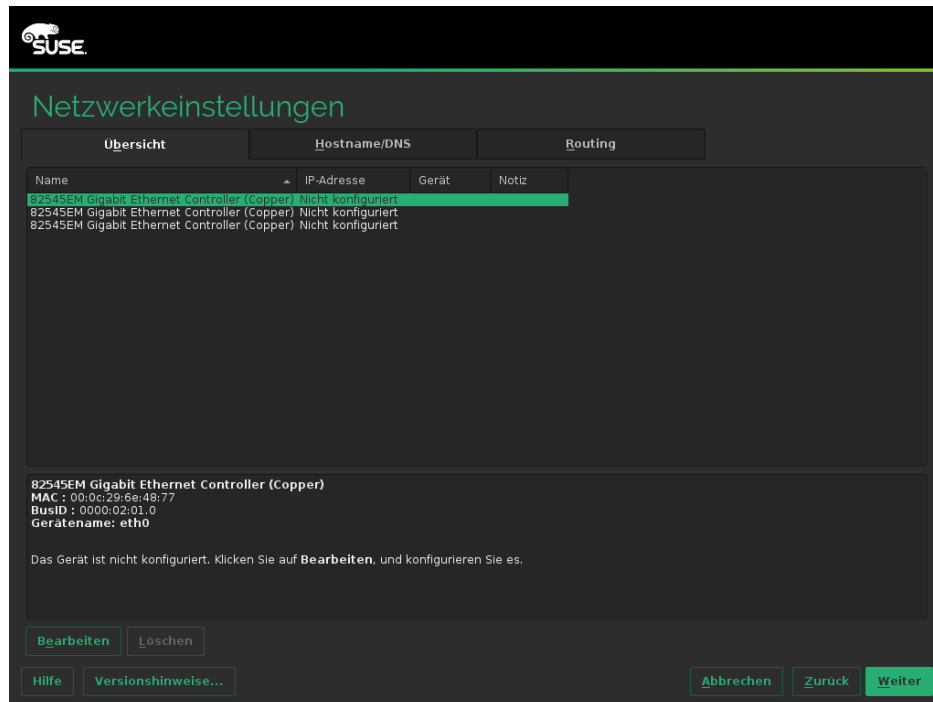 SUSE.
Netzwerkeinstellungen
Übersicht Hostname/DNS Routing
Name IP-Adresse Gerät Notiz
82545EM Gigabit Ethernet Controller (Copper) Nicht konfiguriert
82545EM Gigabit Ethernet Controller (Copper) Nicht konfiguriert
82545EM Gigabit Ethernet Controller (Copper) Nicht konfiguriert
82545EM Gigabit Ethernet Controller (Copper)
MAC : 00:0c:29:6e:48:77
BusID : 0000:02:01.0
Gerätename: eth0
Das Gerät ist nicht konfiguriert. Klicken Sie auf Bearbeiten, und konfigurieren Sie es.
Bearbeiten Löschen
Hilfe Versionshinweise... Abbrechen Zurück Weiter